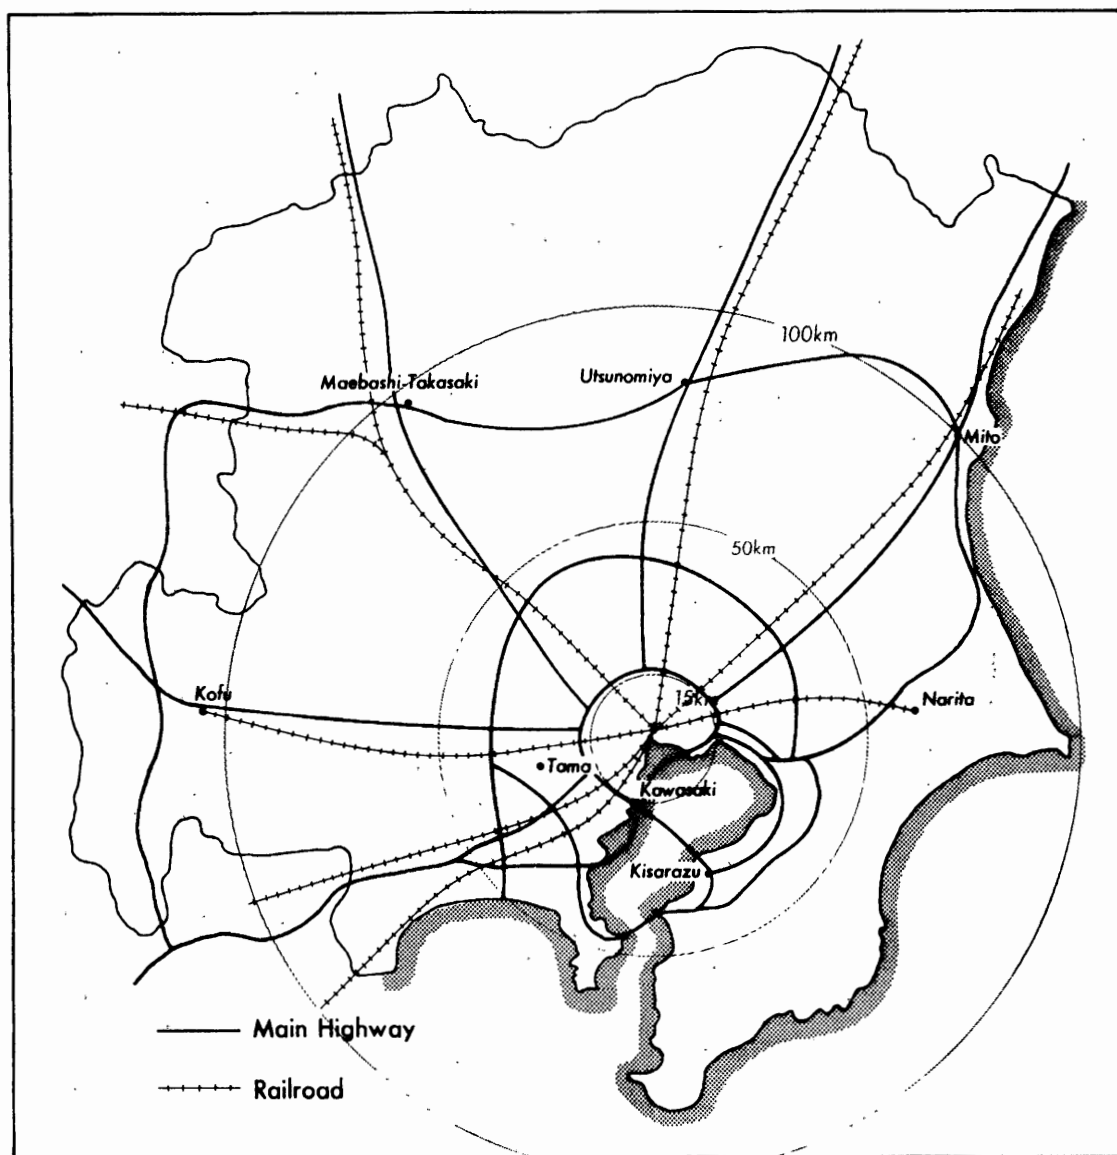 100km
Maebashi-Takasaki
Utsunomiya
Mito
50km
Kofu
15km
Narita
Tama
Kawasaki
Kisarazu
Main Highway
Railroad